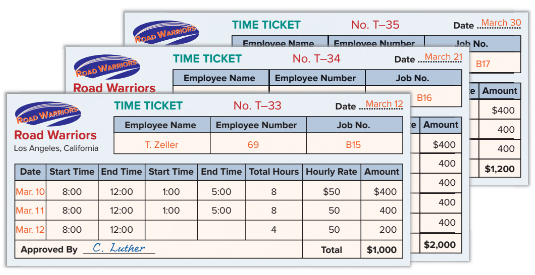 TIME TICKET No. T–35 Date March 30
Employee Name Employee Number Job No.
B17
Amount
$400
400
400
$1,200
ROAD WARRIORS
TIME TICKET No. T–34 Date March 21
Road Warriors
Employee Name Employee Number Job No.
B16
Amount
$400
400
400
400
400
$2,000
ROAD WARRIORS
TIME TICKET No. T–33 Date March 12
Road Warriors
Los Angeles, California
Employee Name Employee Number Job No.
T. Zeller 69 B15
Date Start Time End Time Start Time End Time Total Hours Hourly Rate Amount
Mar. 10 8:00 12:00 1:00 5:00 8 $50 $400
Mar. 11 8:00 12:00 1:00 5:00 8 50 400
Mar. 12 8:00 12:00 4 50 200
Approved By C. Luther Total $1,000